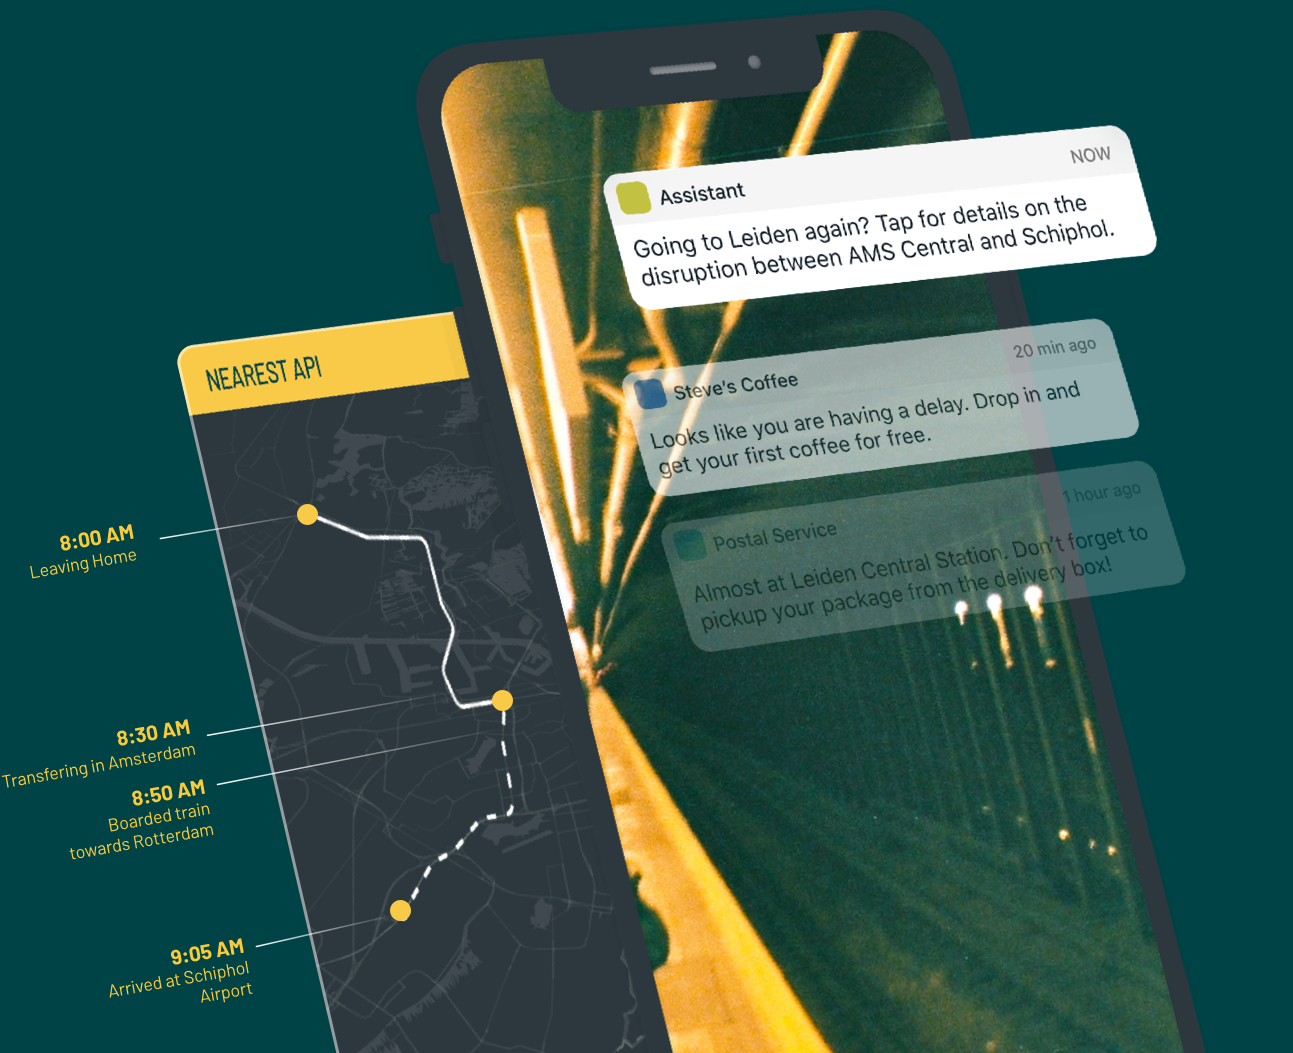 NOW
Assistant
Going to Leiden again? Tap for details on the
disruption between AMS Central and Schiphol.
NEAREST API
20 min ago
Steve's Coffee
Looks like you are having a delay. Drop in and
get your first coffee for free.
1 hour ago
Postal Service
Almost at Leiden Central Station. Don't forget to
pickup your package from the delivery box!
8:00 AM
Leaving Home
8:30 AM
Transfering in Amsterdam
8:50 AM
Boarded train
towards Rotterdam
9:05 AM
Arrived at Schiphol
Airport